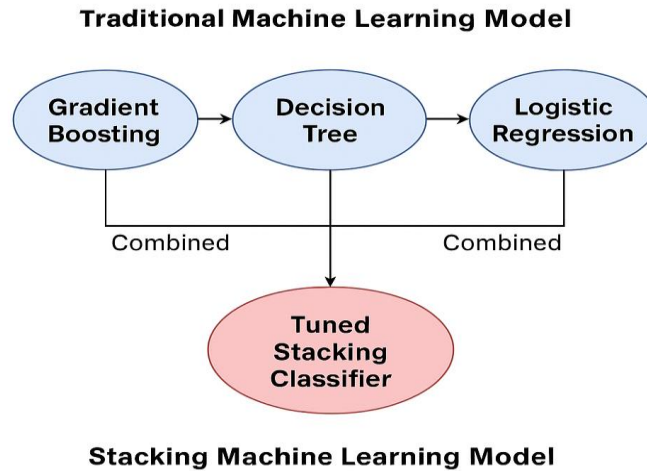 Traditional Machine Learning Model
Gradient
Boosting
Decision
Tree
Logistic
Regression
Combined
Combined
Tuned
Stacking
Classifier
Stacking Machine Learning Model